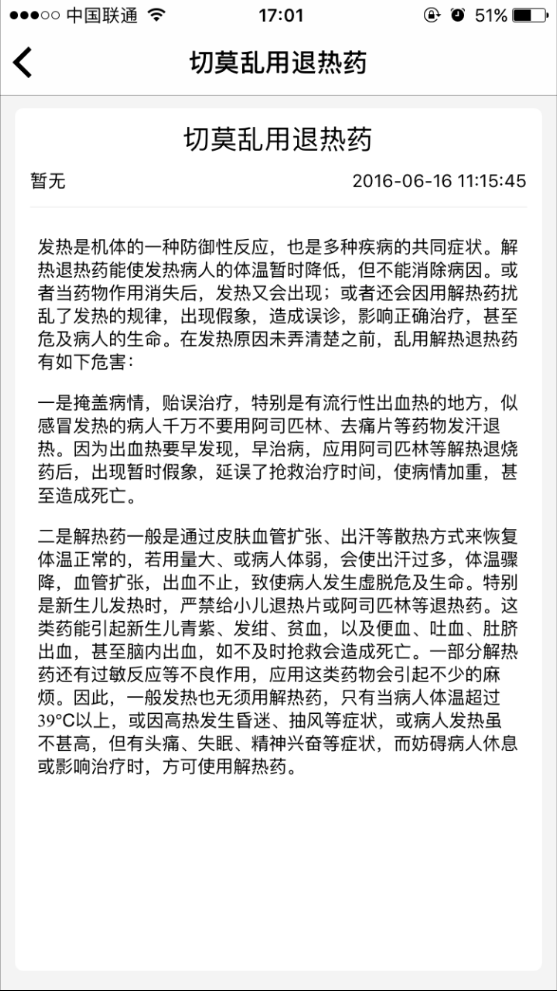 中国联通 17:01 51%
切莫乱用退热药
切莫乱用退热药
暂无 2016-06-16 11:15:45
发热是机体的一种防御性反应，也是多种疾病的共同症状。解
热退热药能使发热病人的体温暂时降低，但不能消除病因。或
者当药物作用消失后，发热又会出现；或者还会因用解热药扰
乱了发热的规律，出现假象，造成误诊，影响正确治疗，甚至
危及病人的生命。在发热原因未弄清楚之前，乱用解热退热药
有如下危害：
一是掩盖病情，贻误治疗，特别是有流行性出血热的地方，似
感冒发热的病人千万不要用阿司匹林、去痛片等药物发汗退
热。因为出血热要早发现，早治病，应用阿司匹林等解热退烧
药后，出现暂时假象，延误了抢救治疗时间，使病情加重，甚
至造成死亡。
二是解热药一般是通过皮肤血管扩张、出汗等散热方式来恢复
体温正常的，若用量大、或病人体弱，会使出汗过多，体温骤
降，血管扩张，出血不止，致使病人发生虚脱危及生命。特别
是新生儿发热时，严禁给小儿退热片或阿司匹林等退热药。这
类药能引起新生儿青紫、发绀、贫血，以及便血、吐血、肚脐
出血，甚至脑内出血，如不及时抢救会造成死亡。一部分解热
药还有过敏反应等不良作用，应用这类药物会引起不少的麻
烦。因此，一般发热也无须用解热药，只有当病人体温超过
39°C以上，或因高热发生昏迷、抽风等症状，或病人发热虽
不甚高，但有头痛、失眠、精神兴奋等症状，而妨碍病人休息
或影响治疗时，方可使用解热药。